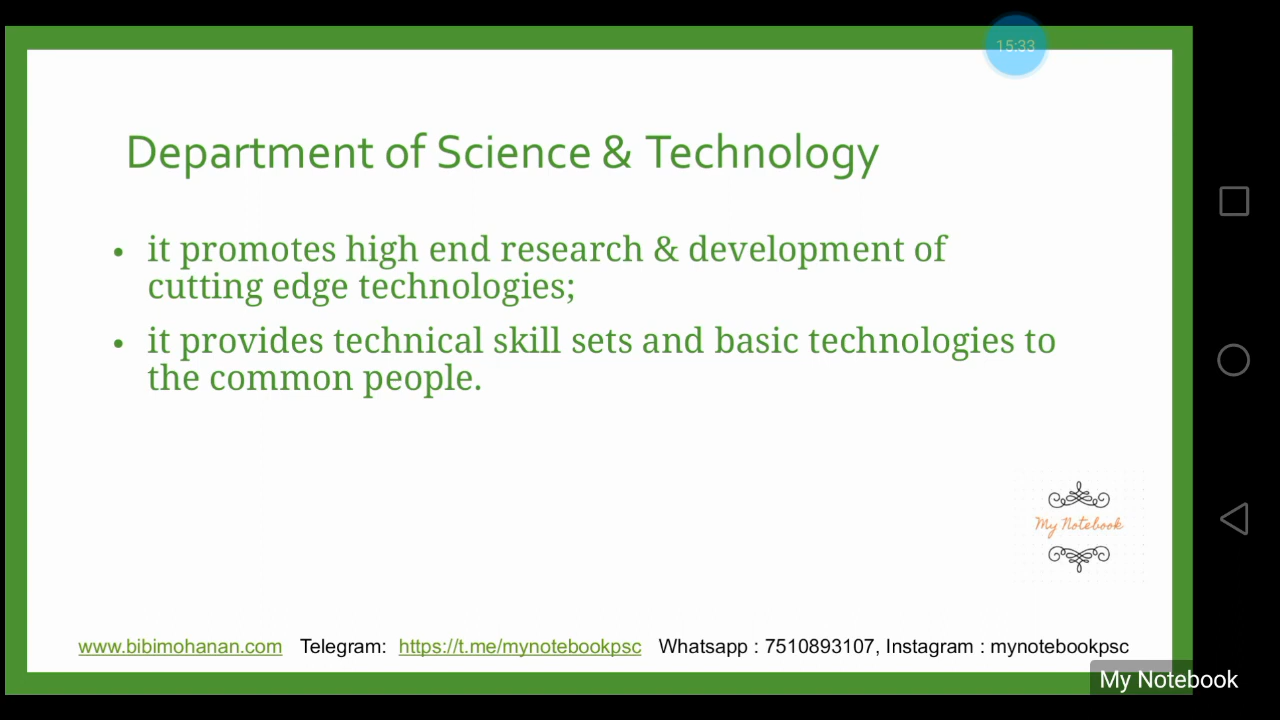 15:33
Department of Science & Technology
• it promotes high end research & development of
cutting edge technologies;
• it provides technical skill sets and basic technologies to
the common people.
My Notebook
www.bibimohanan.com Telegram: https://t.me/mynotebookpsc Whatsapp : 7510893107, Instagram : mynotebookpsc
My Notebook